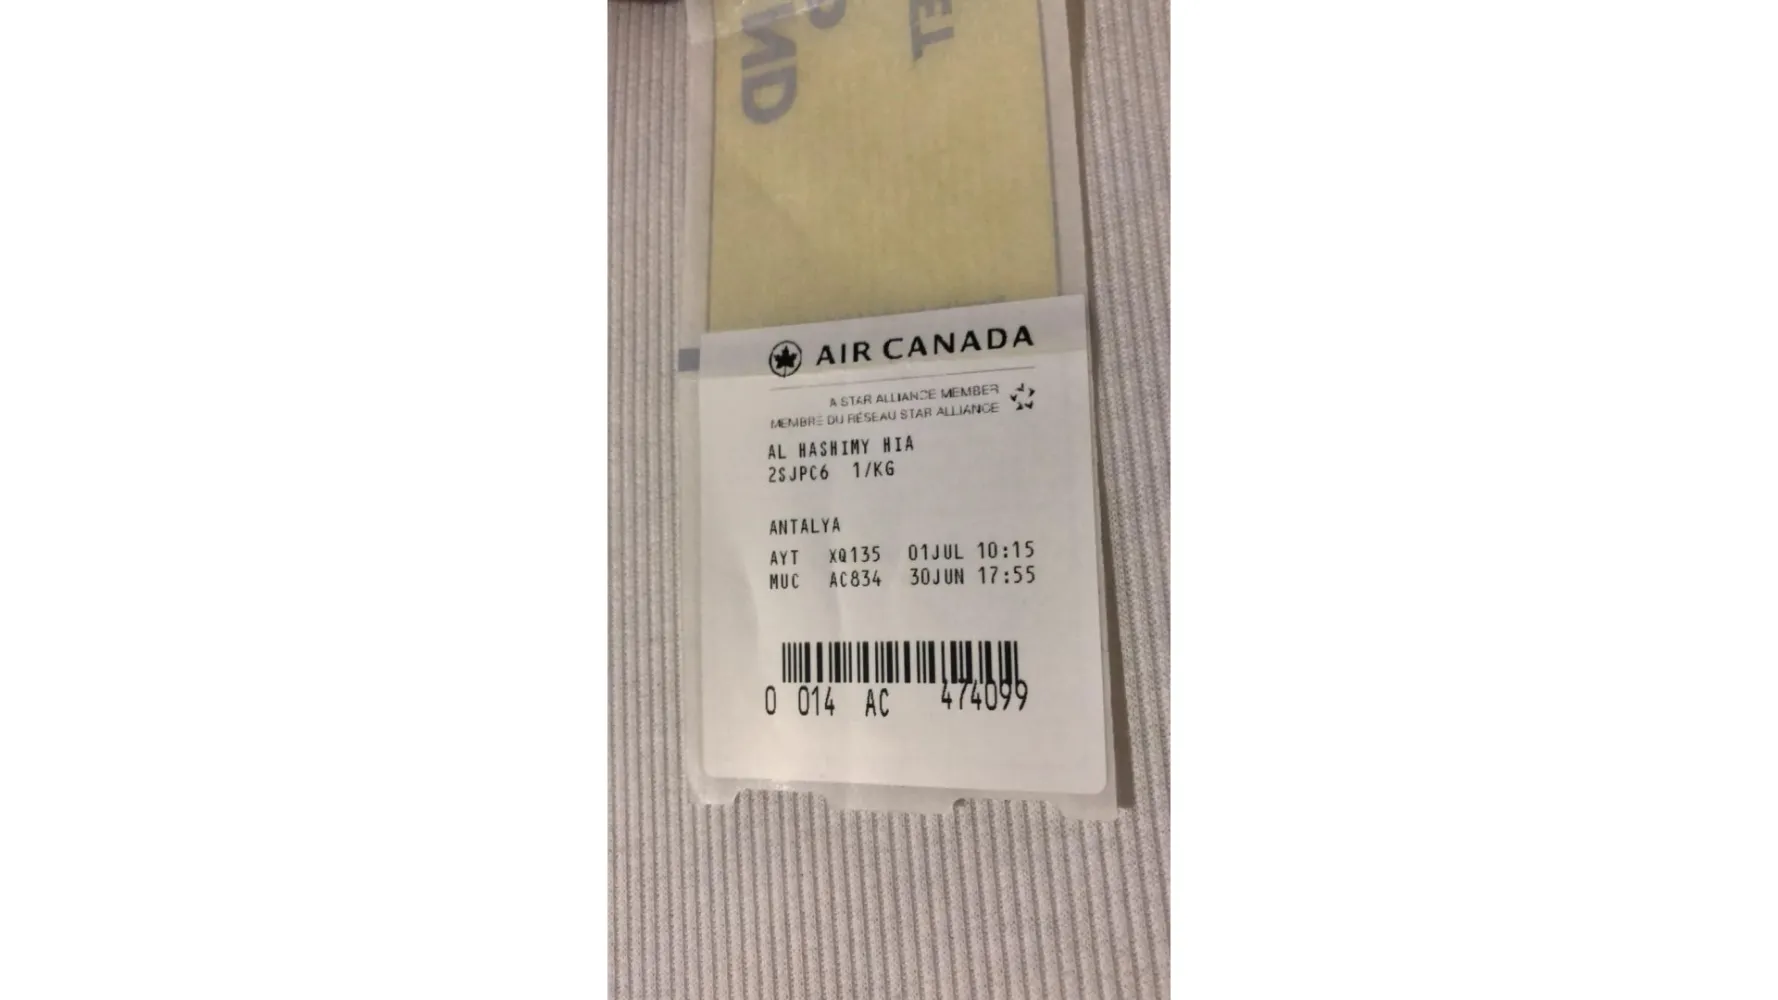 AIR CANADA
A STAR ALLIANCE MEMBER
MEMBRE DU RÉSEAU STAR ALLIANCE
AL HASHIMY HIA
2SJPC6 1/KG
ANTALYA
AYT XQ135 01JUL 10:15
MUC AC834 30JUN 17:55
0 014 AC 474099